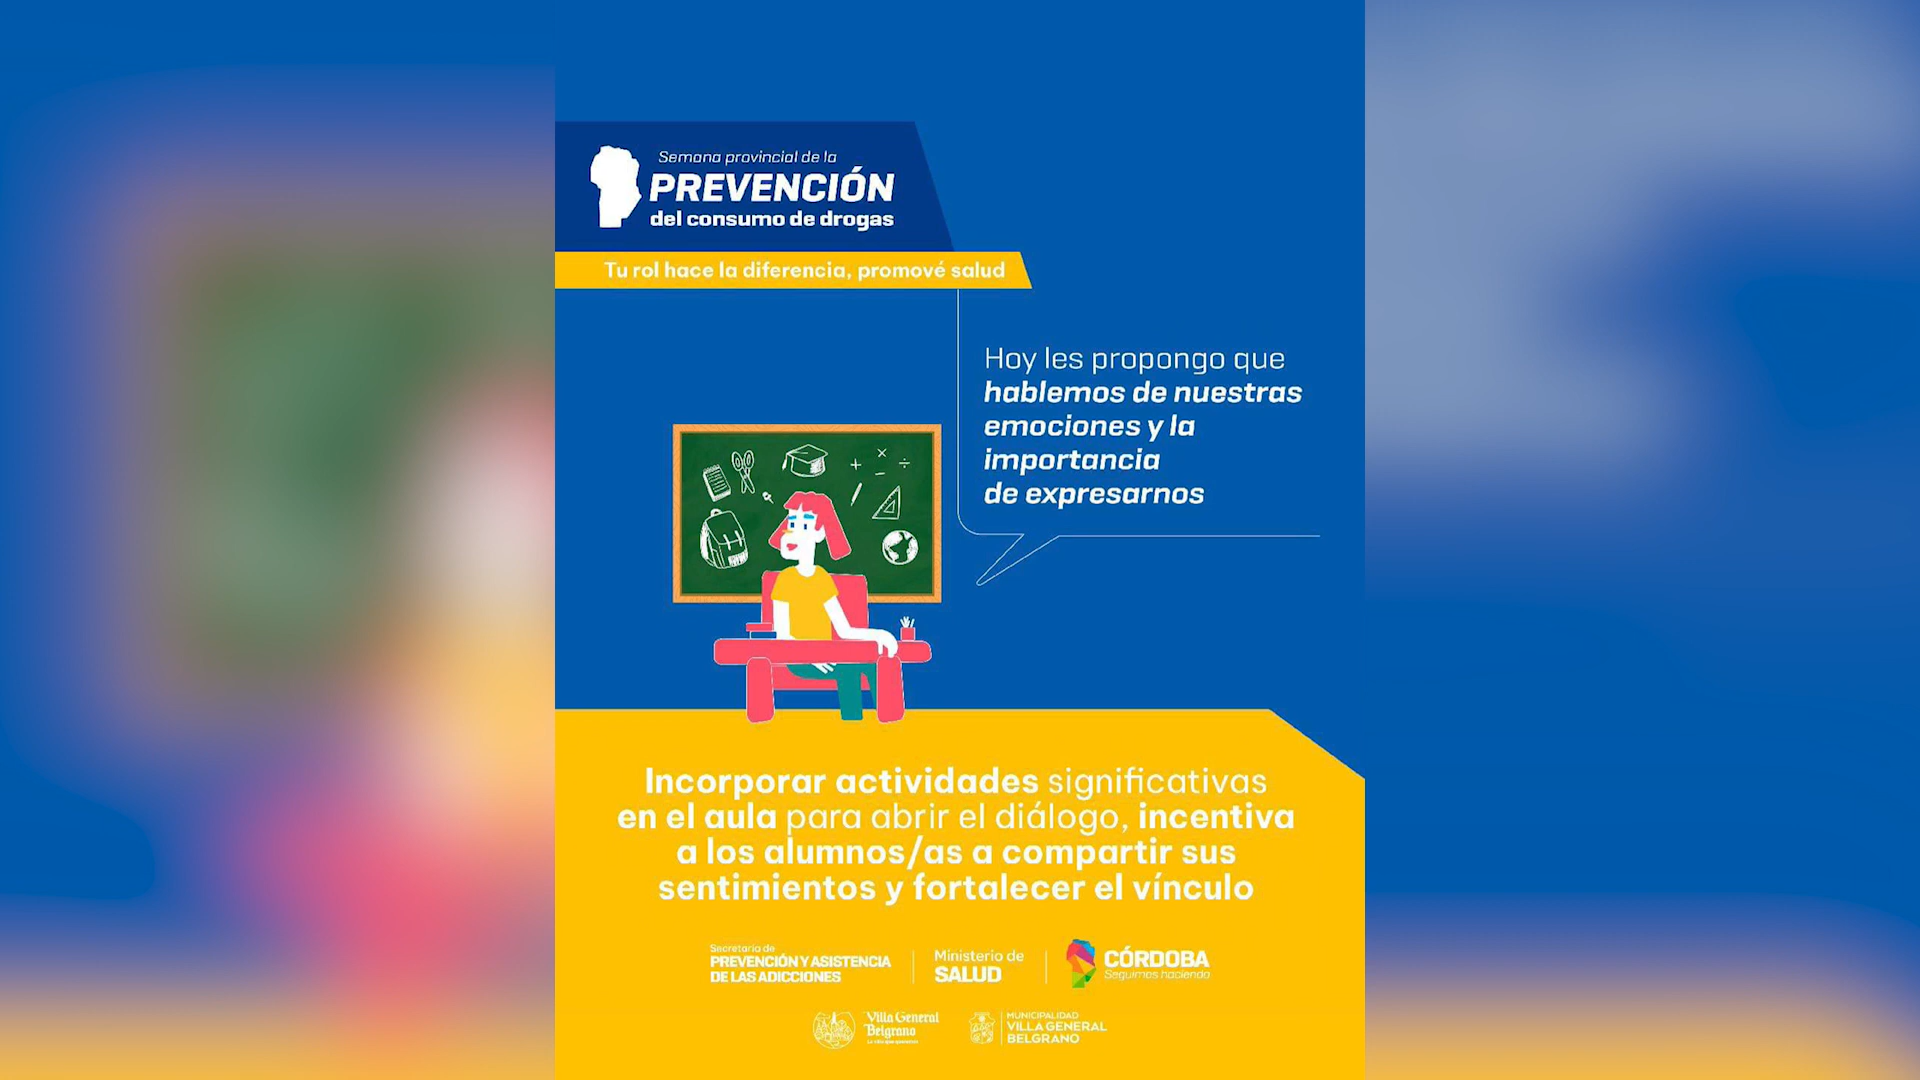 Semana provincial de la
PREVENCIÓN
del consumo de drogas
Tu rol hace la diferencia, promové salud
Hoy les propongo que
hablemos de nuestras
emociones y la
importancia
de expresarnos
Incorporar actividades significativas
en el aula para abrir el diálogo, incentiva
a los alumnos/as a compartir sus
sentimientos y fortalecer el vínculo
Secretaría de
PREVENCIÓN Y ASISTENCIA
DE LAS ADICCIONES
Ministerio de
SALUD
CÓRDOBA
Seguimos haciendo
Villa General
Belgrano
MUNICIPALIDAD
VILLA GENERAL
BELGRANO